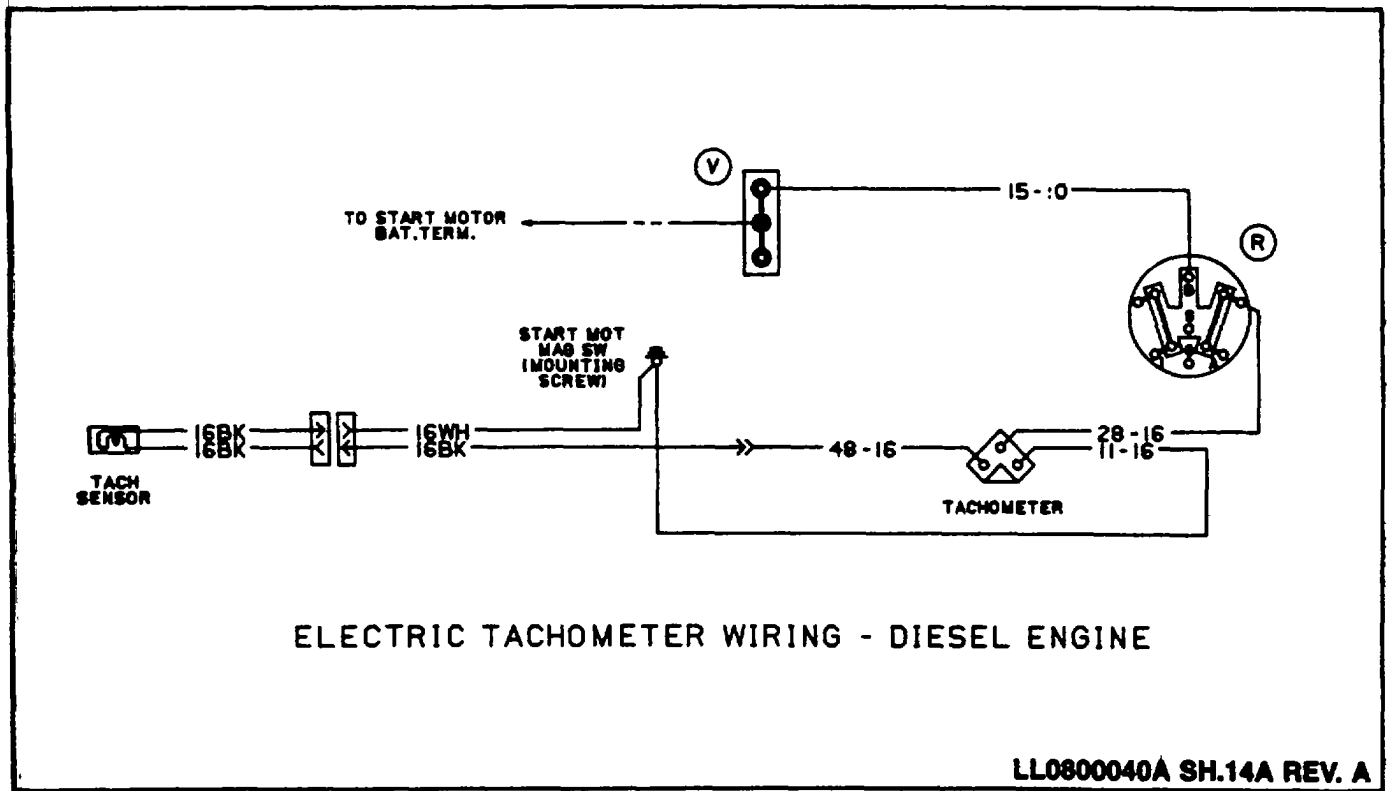 V
15-:0
TO START MOTOR
BAT.TERM.
R
START MOT
MAG SW
(MOUNTING
SCREW)
B
S
A
16BK
16WH
16BK
16BK
48-16
28-16
11-16
TACH
SENSOR
TACHOMETER
ELECTRIC TACHOMETER WIRING - DIESEL ENGINE
LL0800040A SH.14A REV. A